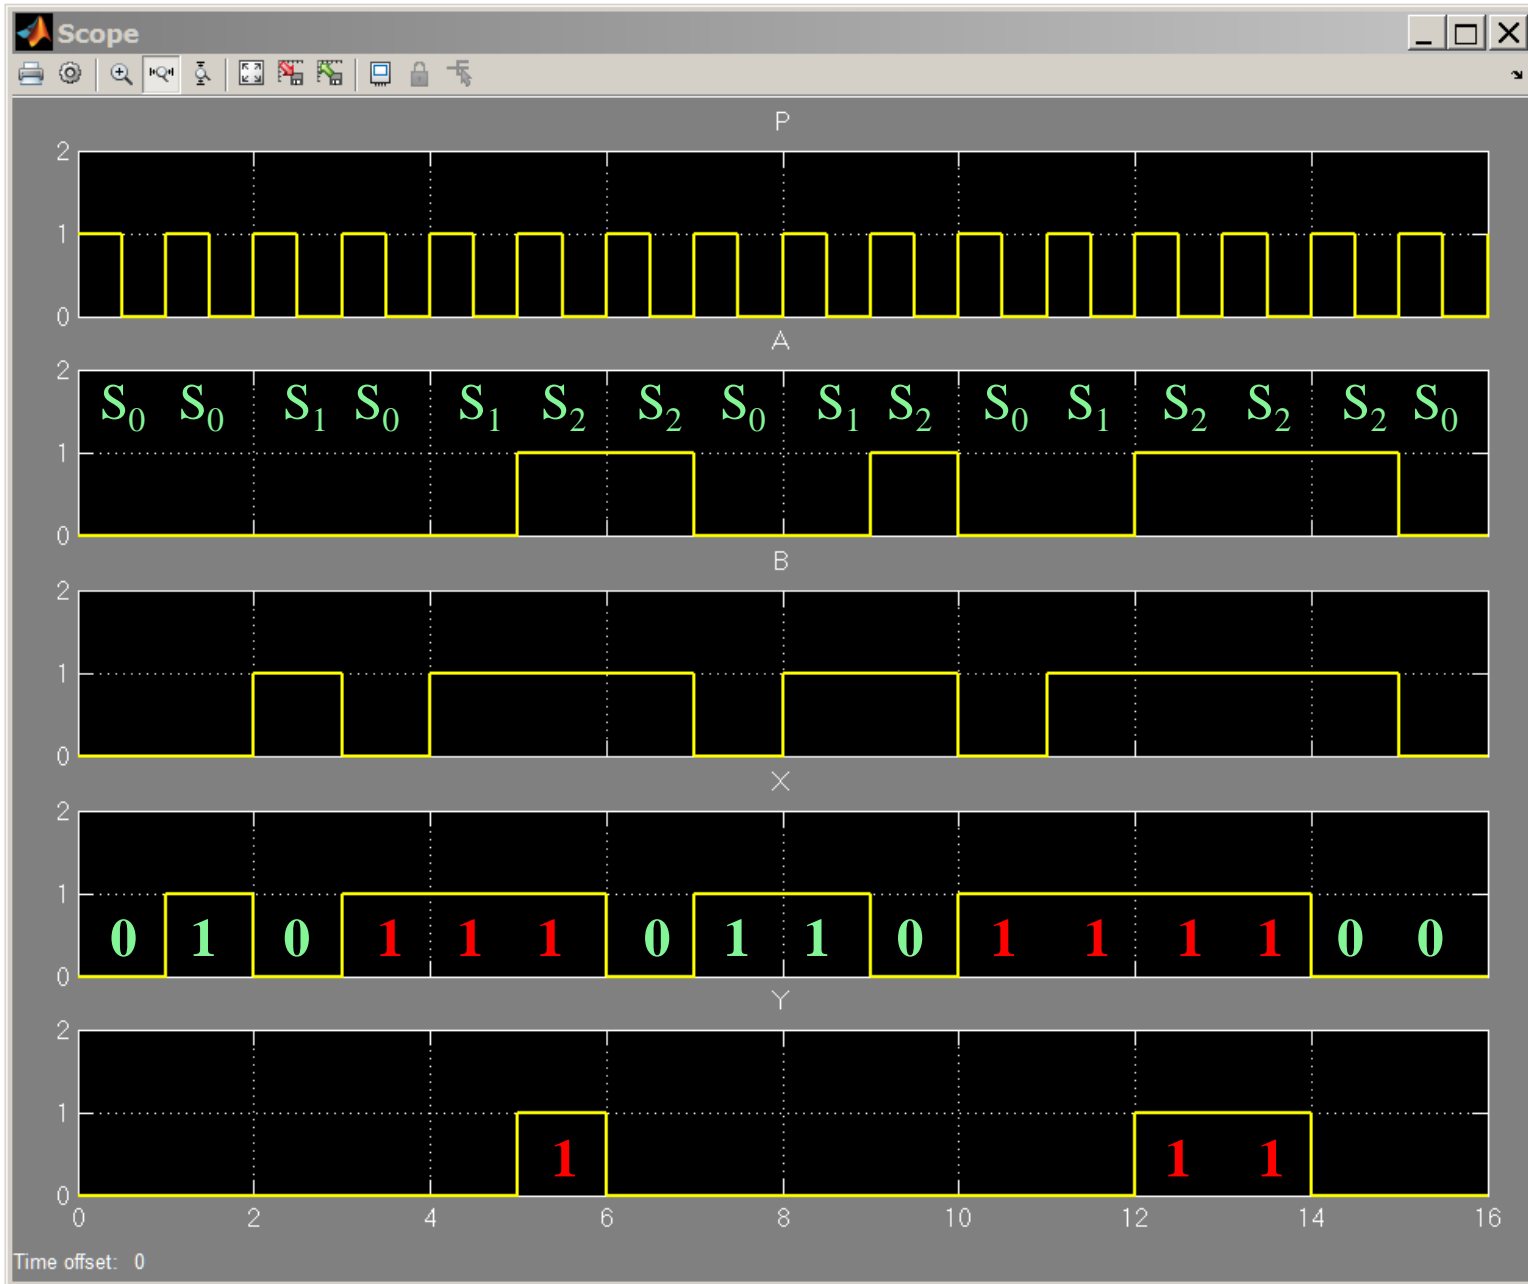 Scope
P
2
1
0
A
2
S₀ S₀ S₁ S₀ S₁ S₂ S₂ S₀ S₁ S₂ S₀ S₁ S₂ S₂ S₂ S₀
1
0
B
2
1
0
X
2
1
0 1 0 1 1 1 0 1 1 0 1 1 1 1 0 0
0
Y
2
1
1 1 1
0
0 2 4 6 8 10 12 14 16
Time offset: 0